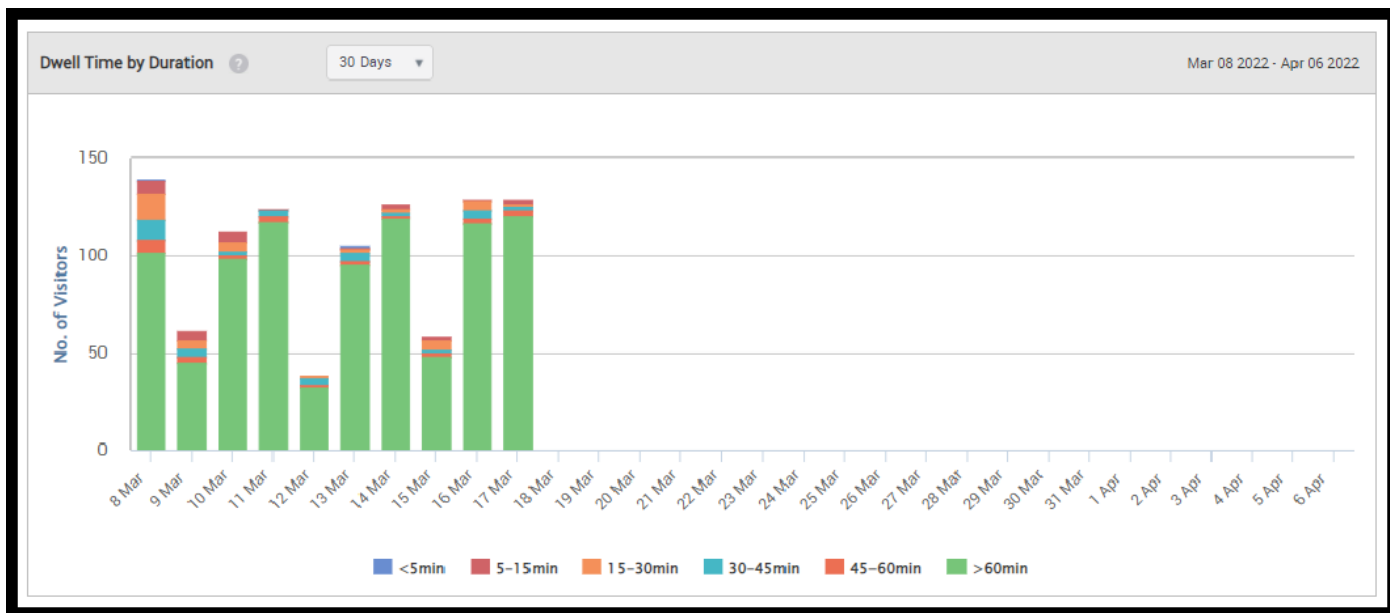 Dwell Time by Duration ?
30 Days
Mar 08 2022 - Apr 06 2022
150
100
50
0
No. of Visitors
8 Mar
9 Mar
10 Mar
11 Mar
12 Mar
13 Mar
14 Mar
15 Mar
16 Mar
17 Mar
18 Mar
19 Mar
20 Mar
21 Mar
22 Mar
23 Mar
24 Mar
25 Mar
26 Mar
27 Mar
28 Mar
29 Mar
30 Mar
31 Mar
1 Apr
2 Apr
3 Apr
4 Apr
5 Apr
6 Apr
<5min 5-15min 15-30min 30-45min 45-60min >60min